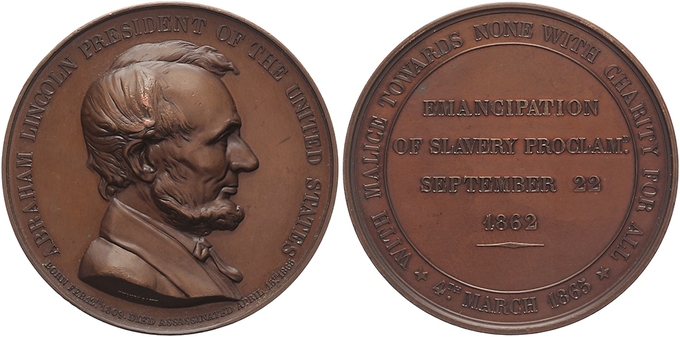 ABRAHAM LINCOLN PRESIDENT OF THE UNITED STATES
BORN FEB. 12TH 1809. DIED ASSASSINATED APRIL 15, 1865
WITH MALICE TOWARDS NONE WITH CHARITY FOR ALL
EMANCIPATION
OF SLAVERY PROCLAM.
SEPTEMBER 22
1862
★ 4TH MARCH 1865 ★